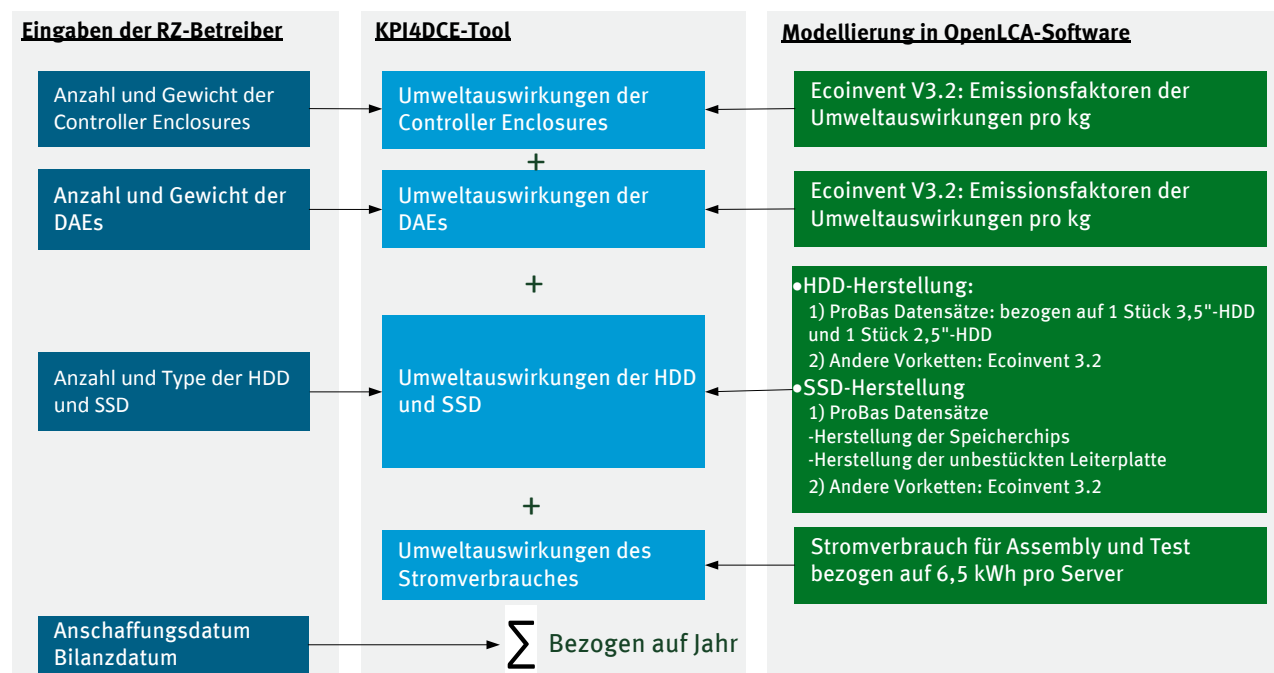 Eingaben der RZ-Betreiber
KPI4DCE-Tool
Modellierung in OpenLCA-Software
Anzahl und Gewicht der
Controller Enclosures
Umweltauswirkungen der
Controller Enclosures
Ecoinvent V3.2: Emissionsfaktoren der
Umweltauswirkungen pro kg
+
Anzahl und Gewicht der
DAEs
Umweltauswirkungen der
DAEs
Ecoinvent V3.2: Emissionsfaktoren der
Umweltauswirkungen pro kg
+
Anzahl und Type der HDD
und SSD
Umweltauswirkungen der HDD
und SSD
•HDD-Herstellung:
1) ProBas Datensätze: bezogen auf 1 Stück 3,5"-HDD
und 1 Stück 2,5"-HDD
2) Andere Vorketten: Ecoinvent 3.2
•SSD-Herstellung
1) ProBas Datensätze
-Herstellung der Speicherchips
-Herstellung der unbestückten Leiterplatte
2) Andere Vorketten: Ecoinvent 3.2
+
Umweltauswirkungen des
Stromverbrauches
Stromverbrauch für Assembly und Test
bezogen auf 6,5 kWh pro Server
Anschaffungsdatum
Bilanzdatum
∑ Bezogen auf Jahr